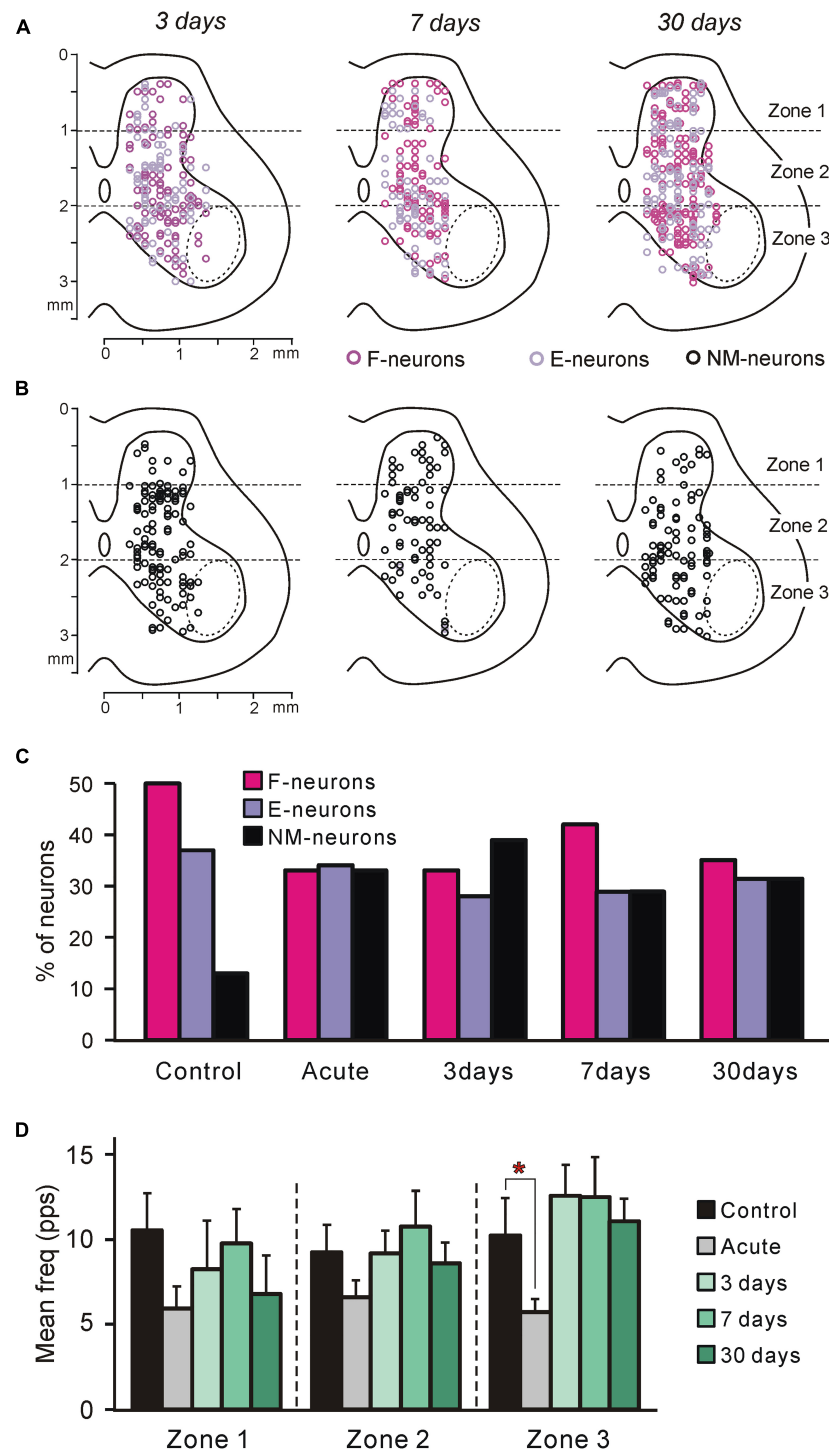 A 3 days 7 days 30 days
0
1
2
3
mm
Zone 1
Zone 2
Zone 3
0 1 2 mm
F-neurons E-neurons NM-neurons
B
0
1
2
3
mm
Zone 1
Zone 2
Zone 3
0 1 2 mm
C
% of neurons
50
40
30
20
10
0
F-neurons
E-neurons
NM-neurons
Control Acute 3days 7days 30days
D
Mean freq (pps)
15
10
5
0
*
Control
Acute
3 days
7 days
30 days
Zone 1 Zone 2 Zone 3